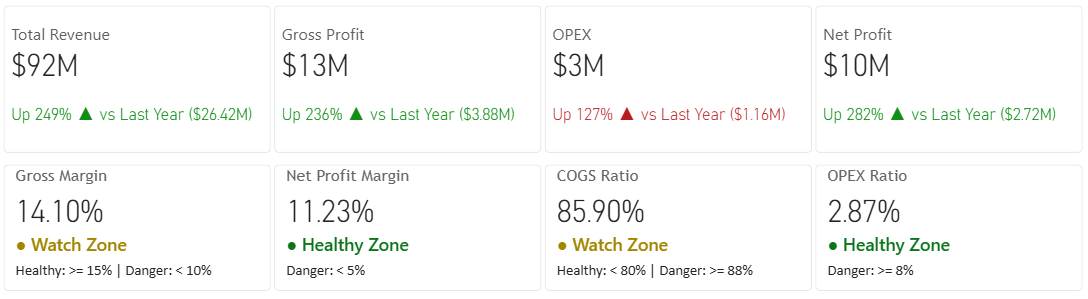 Total Revenue
$92M
Up 249% ▲ vs Last Year ($26.42M)
Gross Profit
$13M
Up 236% ▲ vs Last Year ($3.88M)
OPEX
$3M
Up 127% ▲ vs Last Year ($1.16M)
Net Profit
$10M
Up 282% ▲ vs Last Year ($2.72M)
Gross Margin
14.10%
● Watch Zone
Healthy: >= 15% | Danger: < 10%
Net Profit Margin
11.23%
● Healthy Zone
Danger: < 5%
COGS Ratio
85.90%
● Watch Zone
Healthy: < 80% | Danger: >= 88%
OPEX Ratio
2.87%
● Healthy Zone
Danger: >= 8%